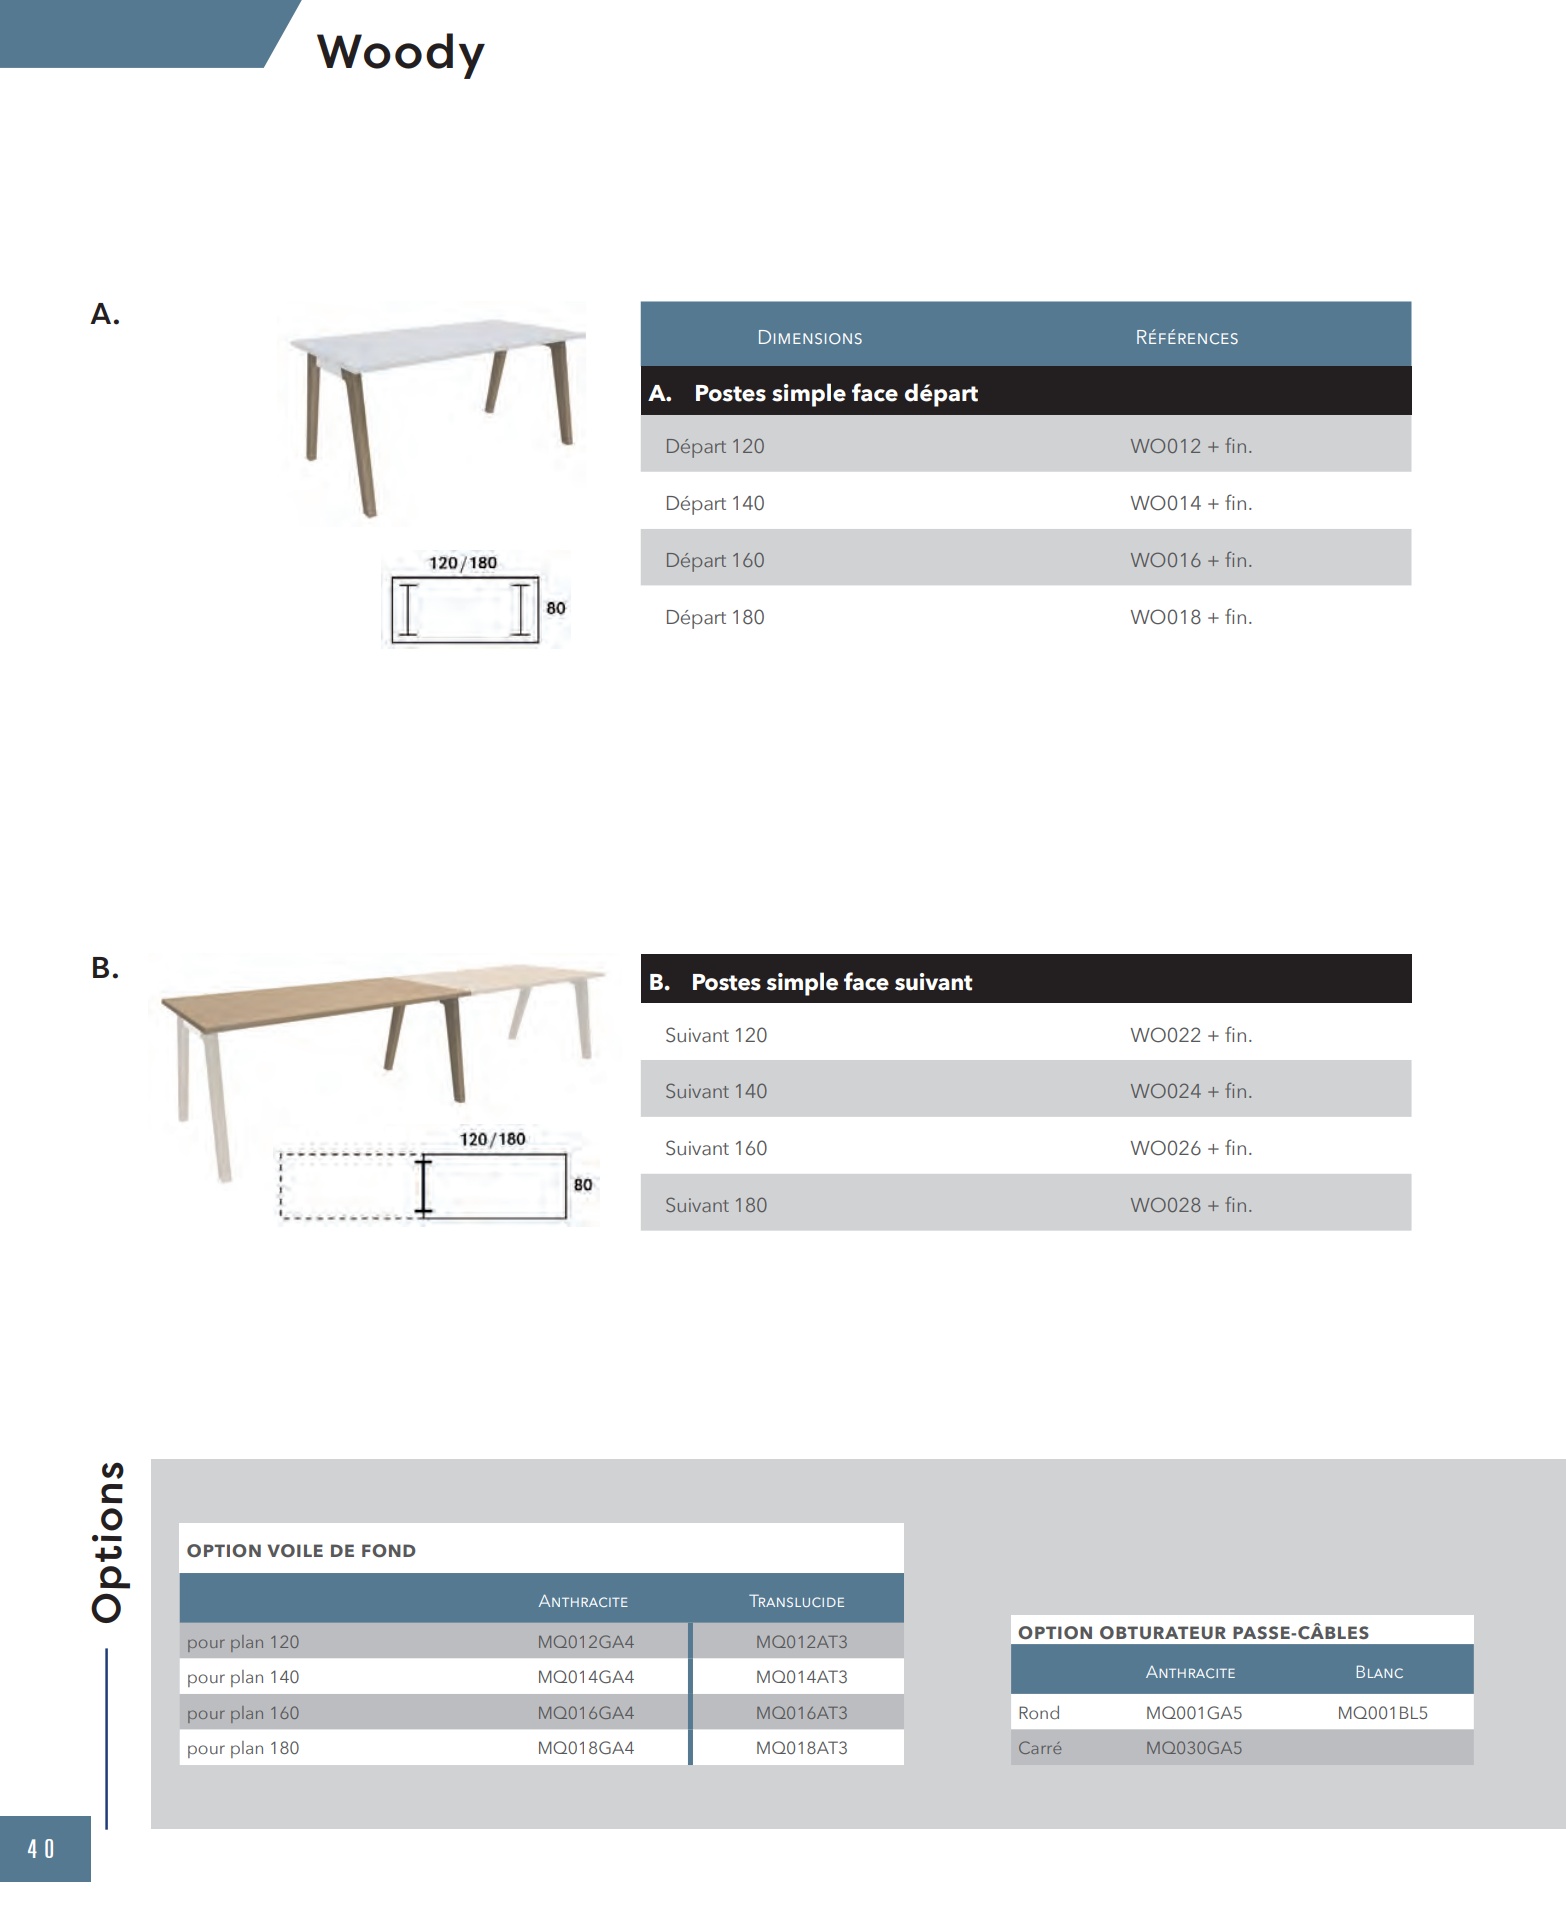 Woody
A.
120/180
80
Dimensions Références
A. Postes simple face départ
Départ 120 WO012 + fin.
Départ 140 WO014 + fin.
Départ 160 WO016 + fin.
Départ 180 WO018 + fin.
B.
120/180
80
B. Postes simple face suivant
Suivant 120 WO022 + fin.
Suivant 140 WO024 + fin.
Suivant 160 WO026 + fin.
Suivant 180 WO028 + fin.
Options
OPTION VOILE DE FOND
Anthracite Translucide
pour plan 120 MQ012GA4 MQ012AT3
pour plan 140 MQ014GA4 MQ014AT3
pour plan 160 MQ016GA4 MQ016AT3
pour plan 180 MQ018GA4 MQ018AT3
OPTION OBTURATEUR PASSE-CÂBLES
Anthracite Blanc
Rond MQ001GA5 MQ001BL5
Carré MQ030GA5
40